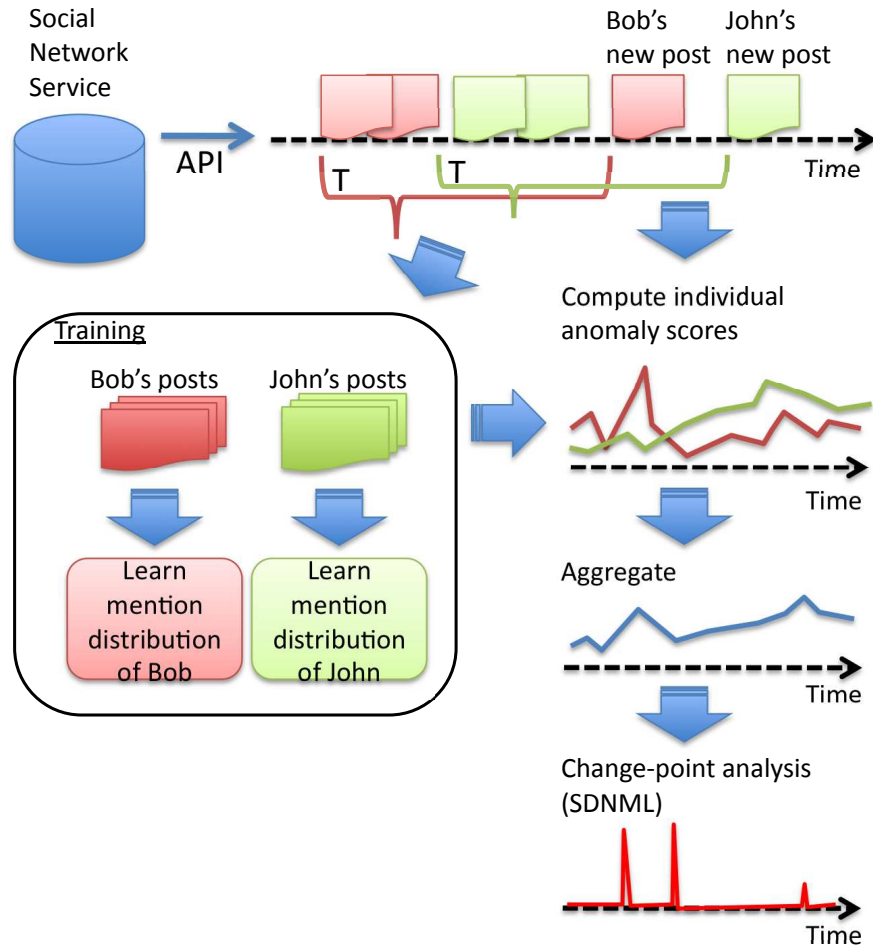 Social
Network
Service
API
Bob's
new post
John's
new post
T
T
Time
Training
Bob's posts
John's posts
Learn
mention
distribution
of Bob
Learn
mention
distribution
of John
Compute individual
anomaly scores
Time
Aggregate
Time
Change-point analysis
(SDNML)
Time